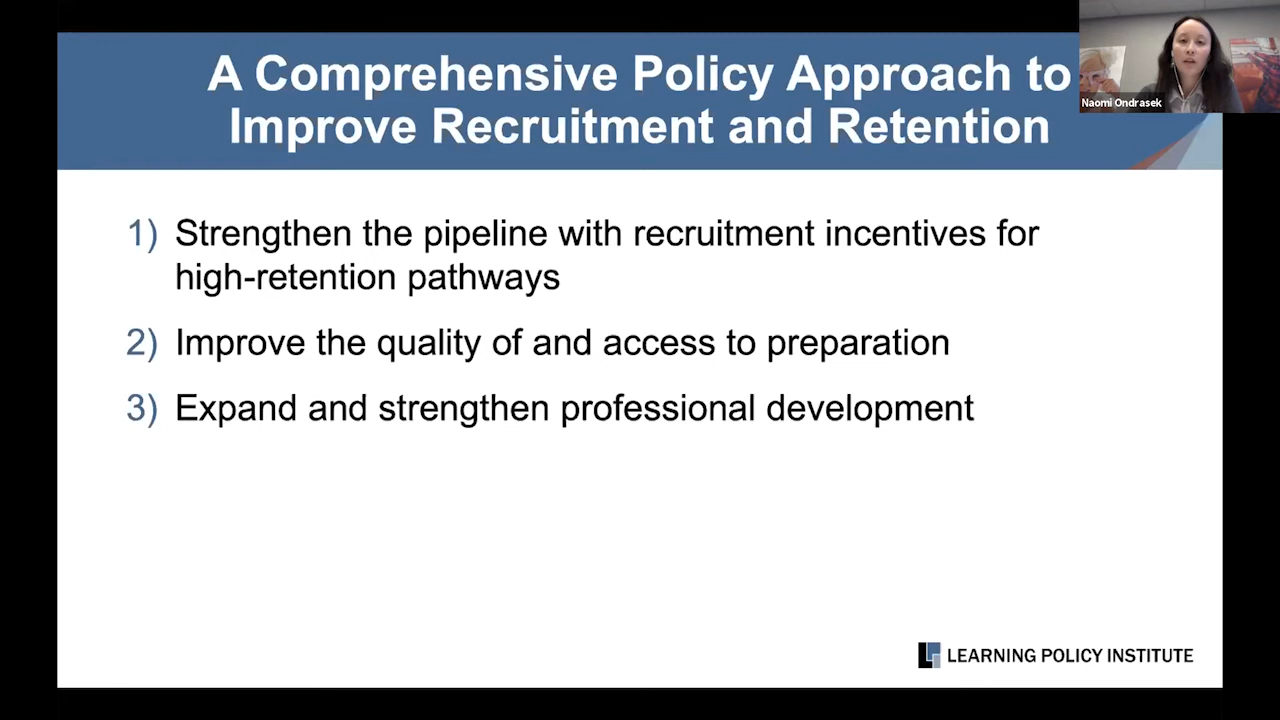 A Comprehensive Policy Approach to
Improve Recruitment and Retention
Naomi Ondrasek
1) Strengthen the pipeline with recruitment incentives for
high-retention pathways
2) Improve the quality of and access to preparation
3) Expand and strengthen professional development
LEARNING POLICY INSTITUTE